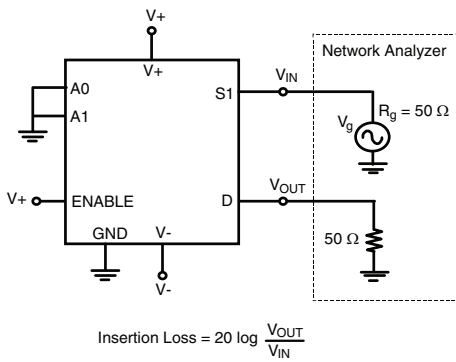 V+
V+
Network Analyzer
A0
A1
S1
V_IN
V_g
R_g = 50 Ω
V+
ENABLE
D
V_OUT
50 Ω
GND
V-
V-
Insertion Loss = 20 log V_OUT / V_IN